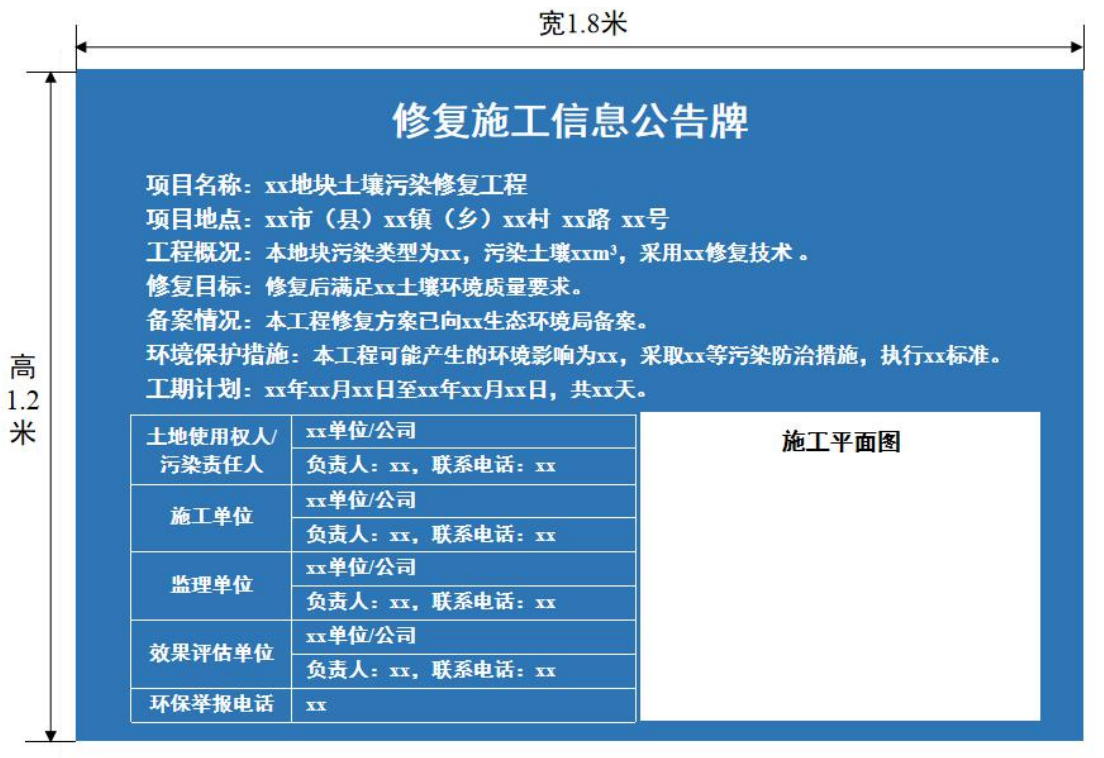 宽1.8米
高
1.2
米
修复施工信息公告牌
项目名称：xx地块土壤污染修复工程
项目地点：xx市（县）xx镇（乡）xx村 xx路 xx号
工程概况：本地块污染类型为xx，污染土壤xxm³，采用xx修复技术 。
修复目标：修复后满足xx土壤环境质量要求。
备案情况：本工程修复方案已向xx生态环境局备案。
环境保护措施：本工程可能产生的环境影响为xx，采取xx等污染防治措施，执行xx标准。
工期计划：xx年xx月xx日至xx年xx月xx日，共xx天。
土地使用权人/
污染责任人
xx单位/公司
负责人：xx，联系电话：xx
施工单位
xx单位/公司
负责人：xx，联系电话：xx
监理单位
xx单位/公司
负责人：xx，联系电话：xx
效果评估单位
xx单位/公司
负责人：xx，联系电话：xx
环保举报电话
xx
施工平面图